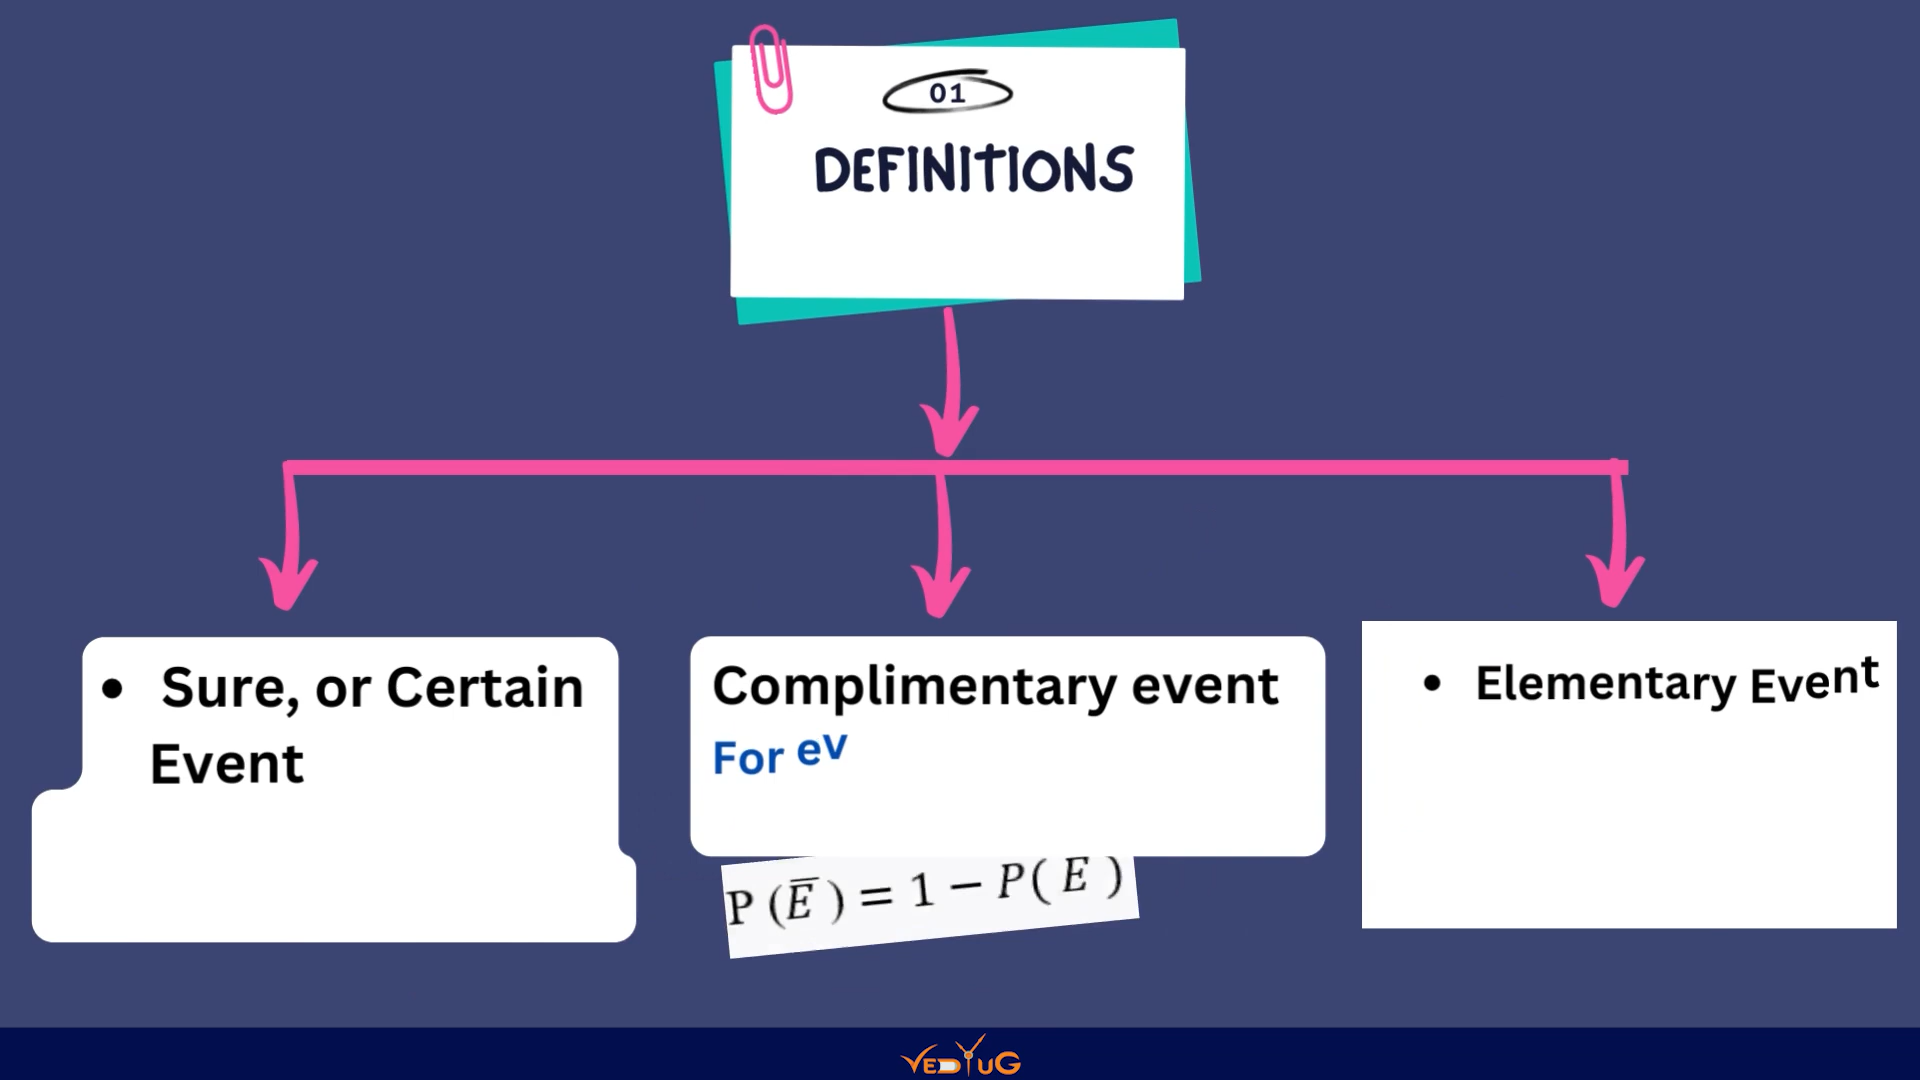 01
DEFINITIONS
• Sure, or Certain
Event
Complimentary event
For ev
P (E̅ ) = 1 − P( E )
• Elementary Event
VEDYUG